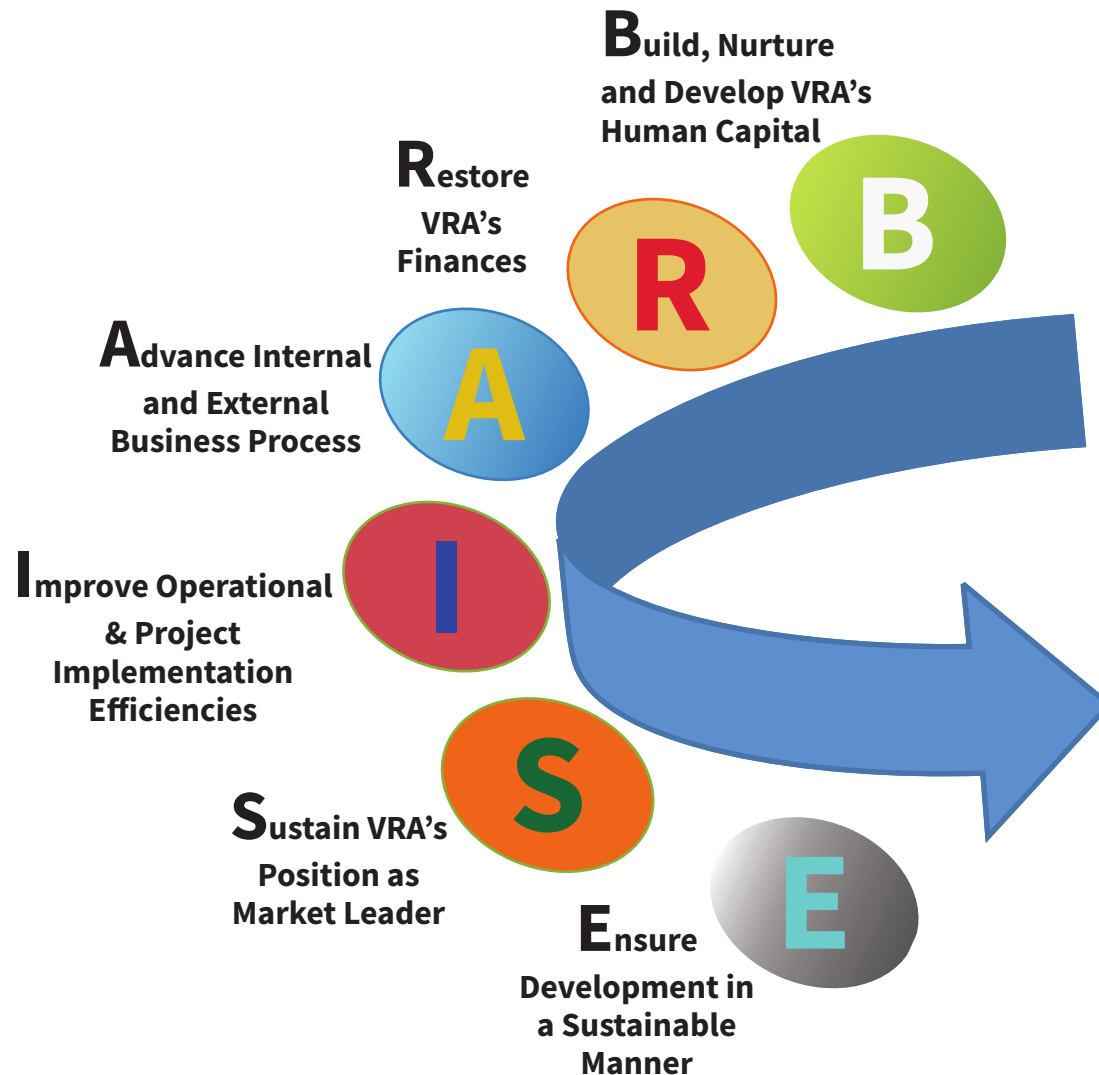 Build, Nurture
and Develop VRA’s
Human Capital
B
Restore
VRA’s
Finances
R
Advance Internal
and External
Business Process
A
Improve Operational
& Project
Implementation
Efficiencies
I
Sustain VRA’s
Position as
Market Leader
S
Ensure
Development in
a Sustainable
Manner
E